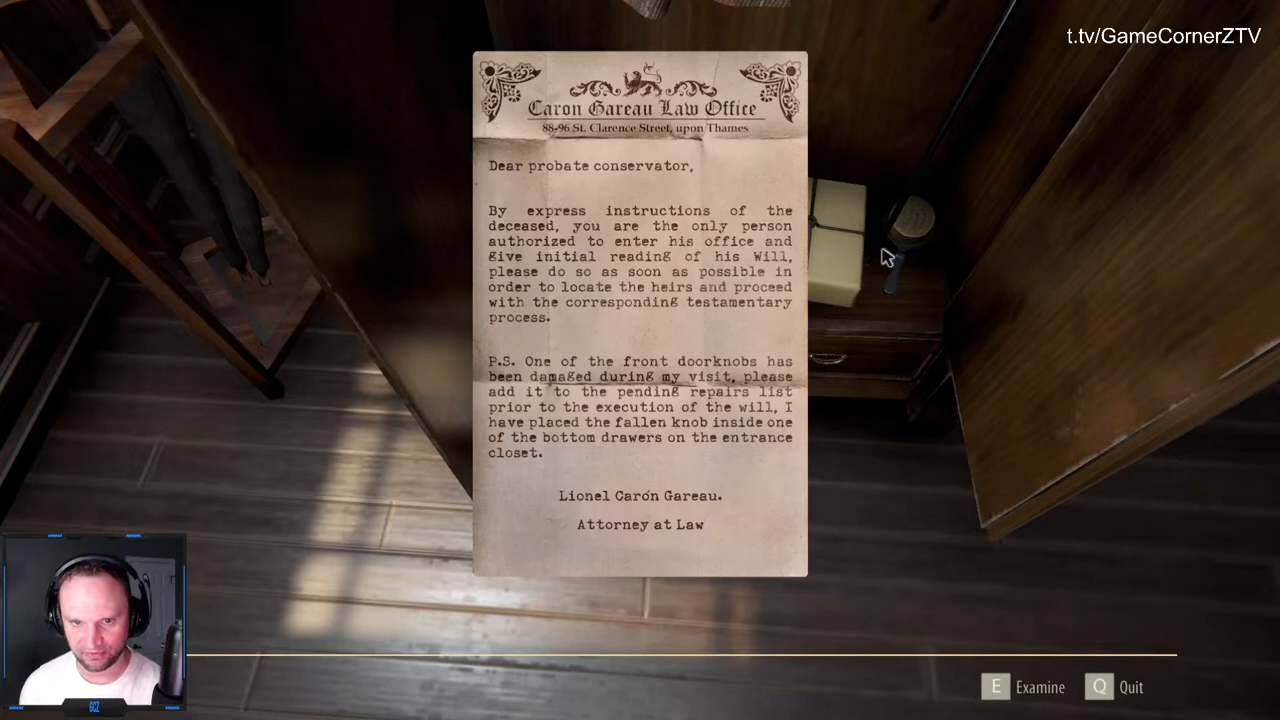 t.tv/GameCornerZTV
Caron Gareau Law Office
88-96 St. Clarence Street, upon Thames
Dear probate conservator,
By express instructions of the
deceased, you are the only person
authorized to enter his office and
give initial reading of his Will,
please do so as soon as possible in
order to locate the heirs and proceed
with the corresponding testamentary
process.
P.S. One of the front doorknobs has
been damaged during my visit, please
add it to the pending repairs list
prior to the execution of the will, I
have placed the fallen knob inside one
of the bottom drawers on the entrance
closet.
Lionel Carón Gareau.
Attorney at Law
E Examine Q Quit
GCZ